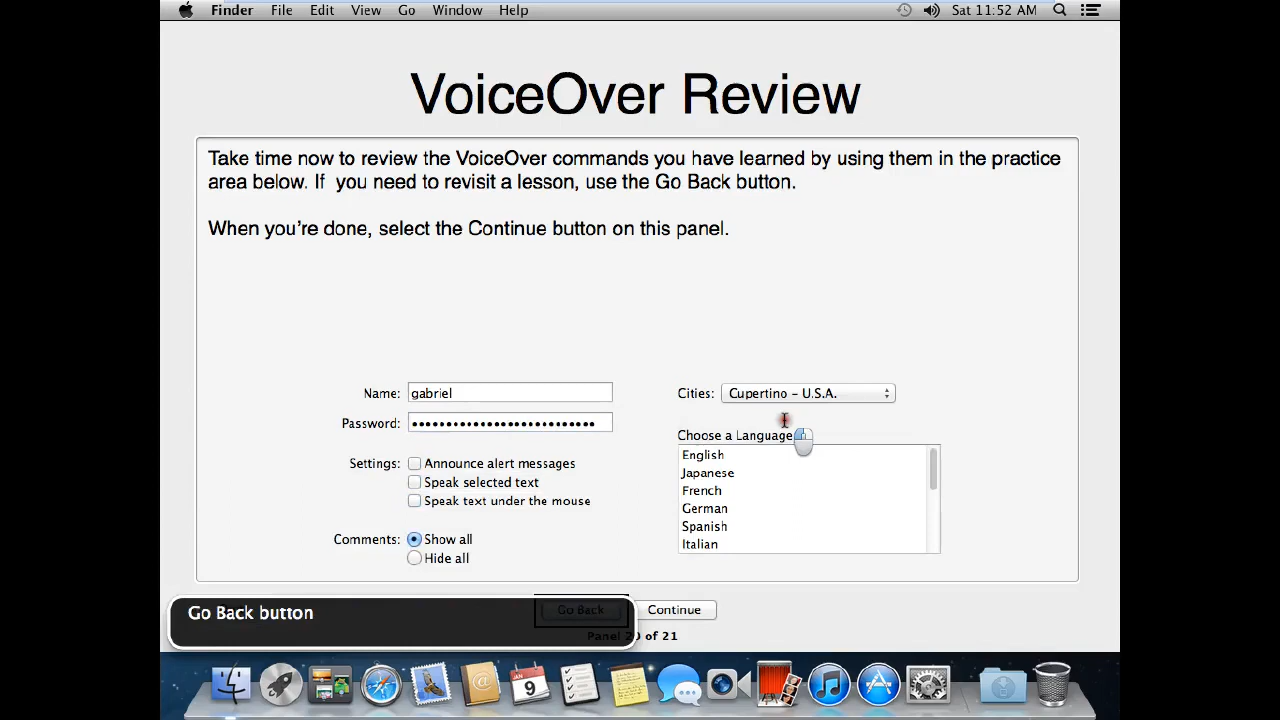 Finder File Edit View Go Window Help Sat 11:52 AM
VoiceOver Review
Take time now to review the VoiceOver commands you have learned by using them in the practice
area below. If you need to revisit a lesson, use the Go Back button.
When you're done, select the Continue button on this panel.
Name: gabriel
Password: •••••••••••••••••••••••••••
Settings: Announce alert messages
Speak selected text
Speak text under the mouse
Comments: Show all
Hide all
Cities: Cupertino - U.S.A.
Choose a Language
English
Japanese
French
German
Spanish
Italian
Go Back button
Go Back Continue
Panel 20 of 21
9